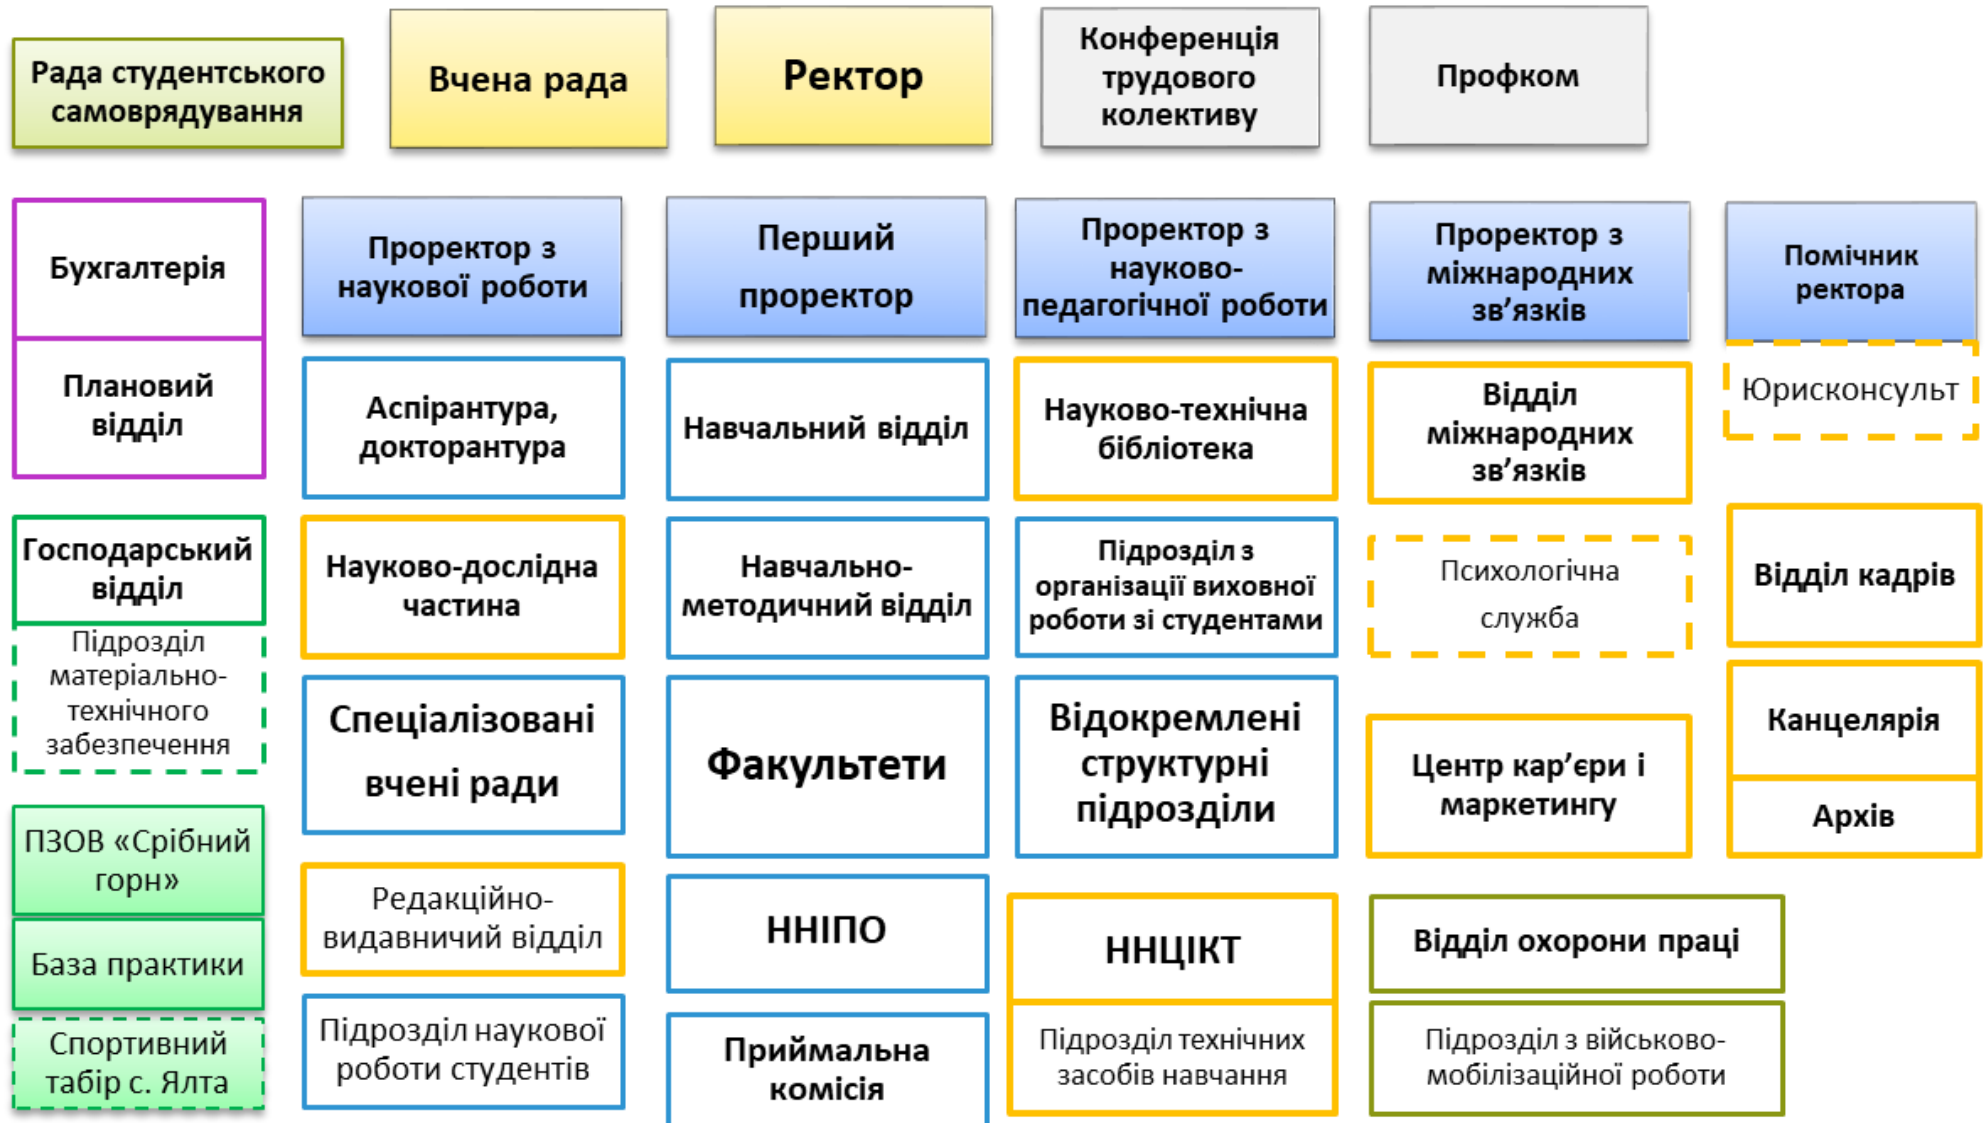 Рада студентського
самоврядування
Вчена рада
Ректор
Конференція
трудового
колективу
Профком
Бухгалтерія
Плановий
відділ
Господарський
відділ
Підрозділ
матеріально-
технічного
забезпечення
ПЗОВ «Срібний
горн»
База практики
Спортивний
табір с. Ялта
Проректор з
наукової роботи
Аспірантура,
докторантура
Науково-дослідна
частина
Спеціалізовані
вчені ради
Редакційно-
видавничий відділ
Підрозділ наукової
роботи студентів
Перший
проректор
Навчальний відділ
Навчально-
методичний відділ
Факультети
ННІПО
Приймальна
комісія
Проректор з
науково-
педагогічної роботи
Науково-технічна
бібліотека
Підрозділ з
організації виховної
роботи зі студентами
Відокремлені
структурні
підрозділи
ННЦІКТ
Підрозділ технічних
засобів навчання
Проректор з
міжнародних
зв’язків
Відділ
міжнародних
зв’язків
Психологічна
служба
Центр кар’єри і
маркетингу
Відділ охорони праці
Підрозділ з військово-
мобілізаційної роботи
Помічник
ректора
Юрисконсульт
Відділ кадрів
Канцелярія
Архів